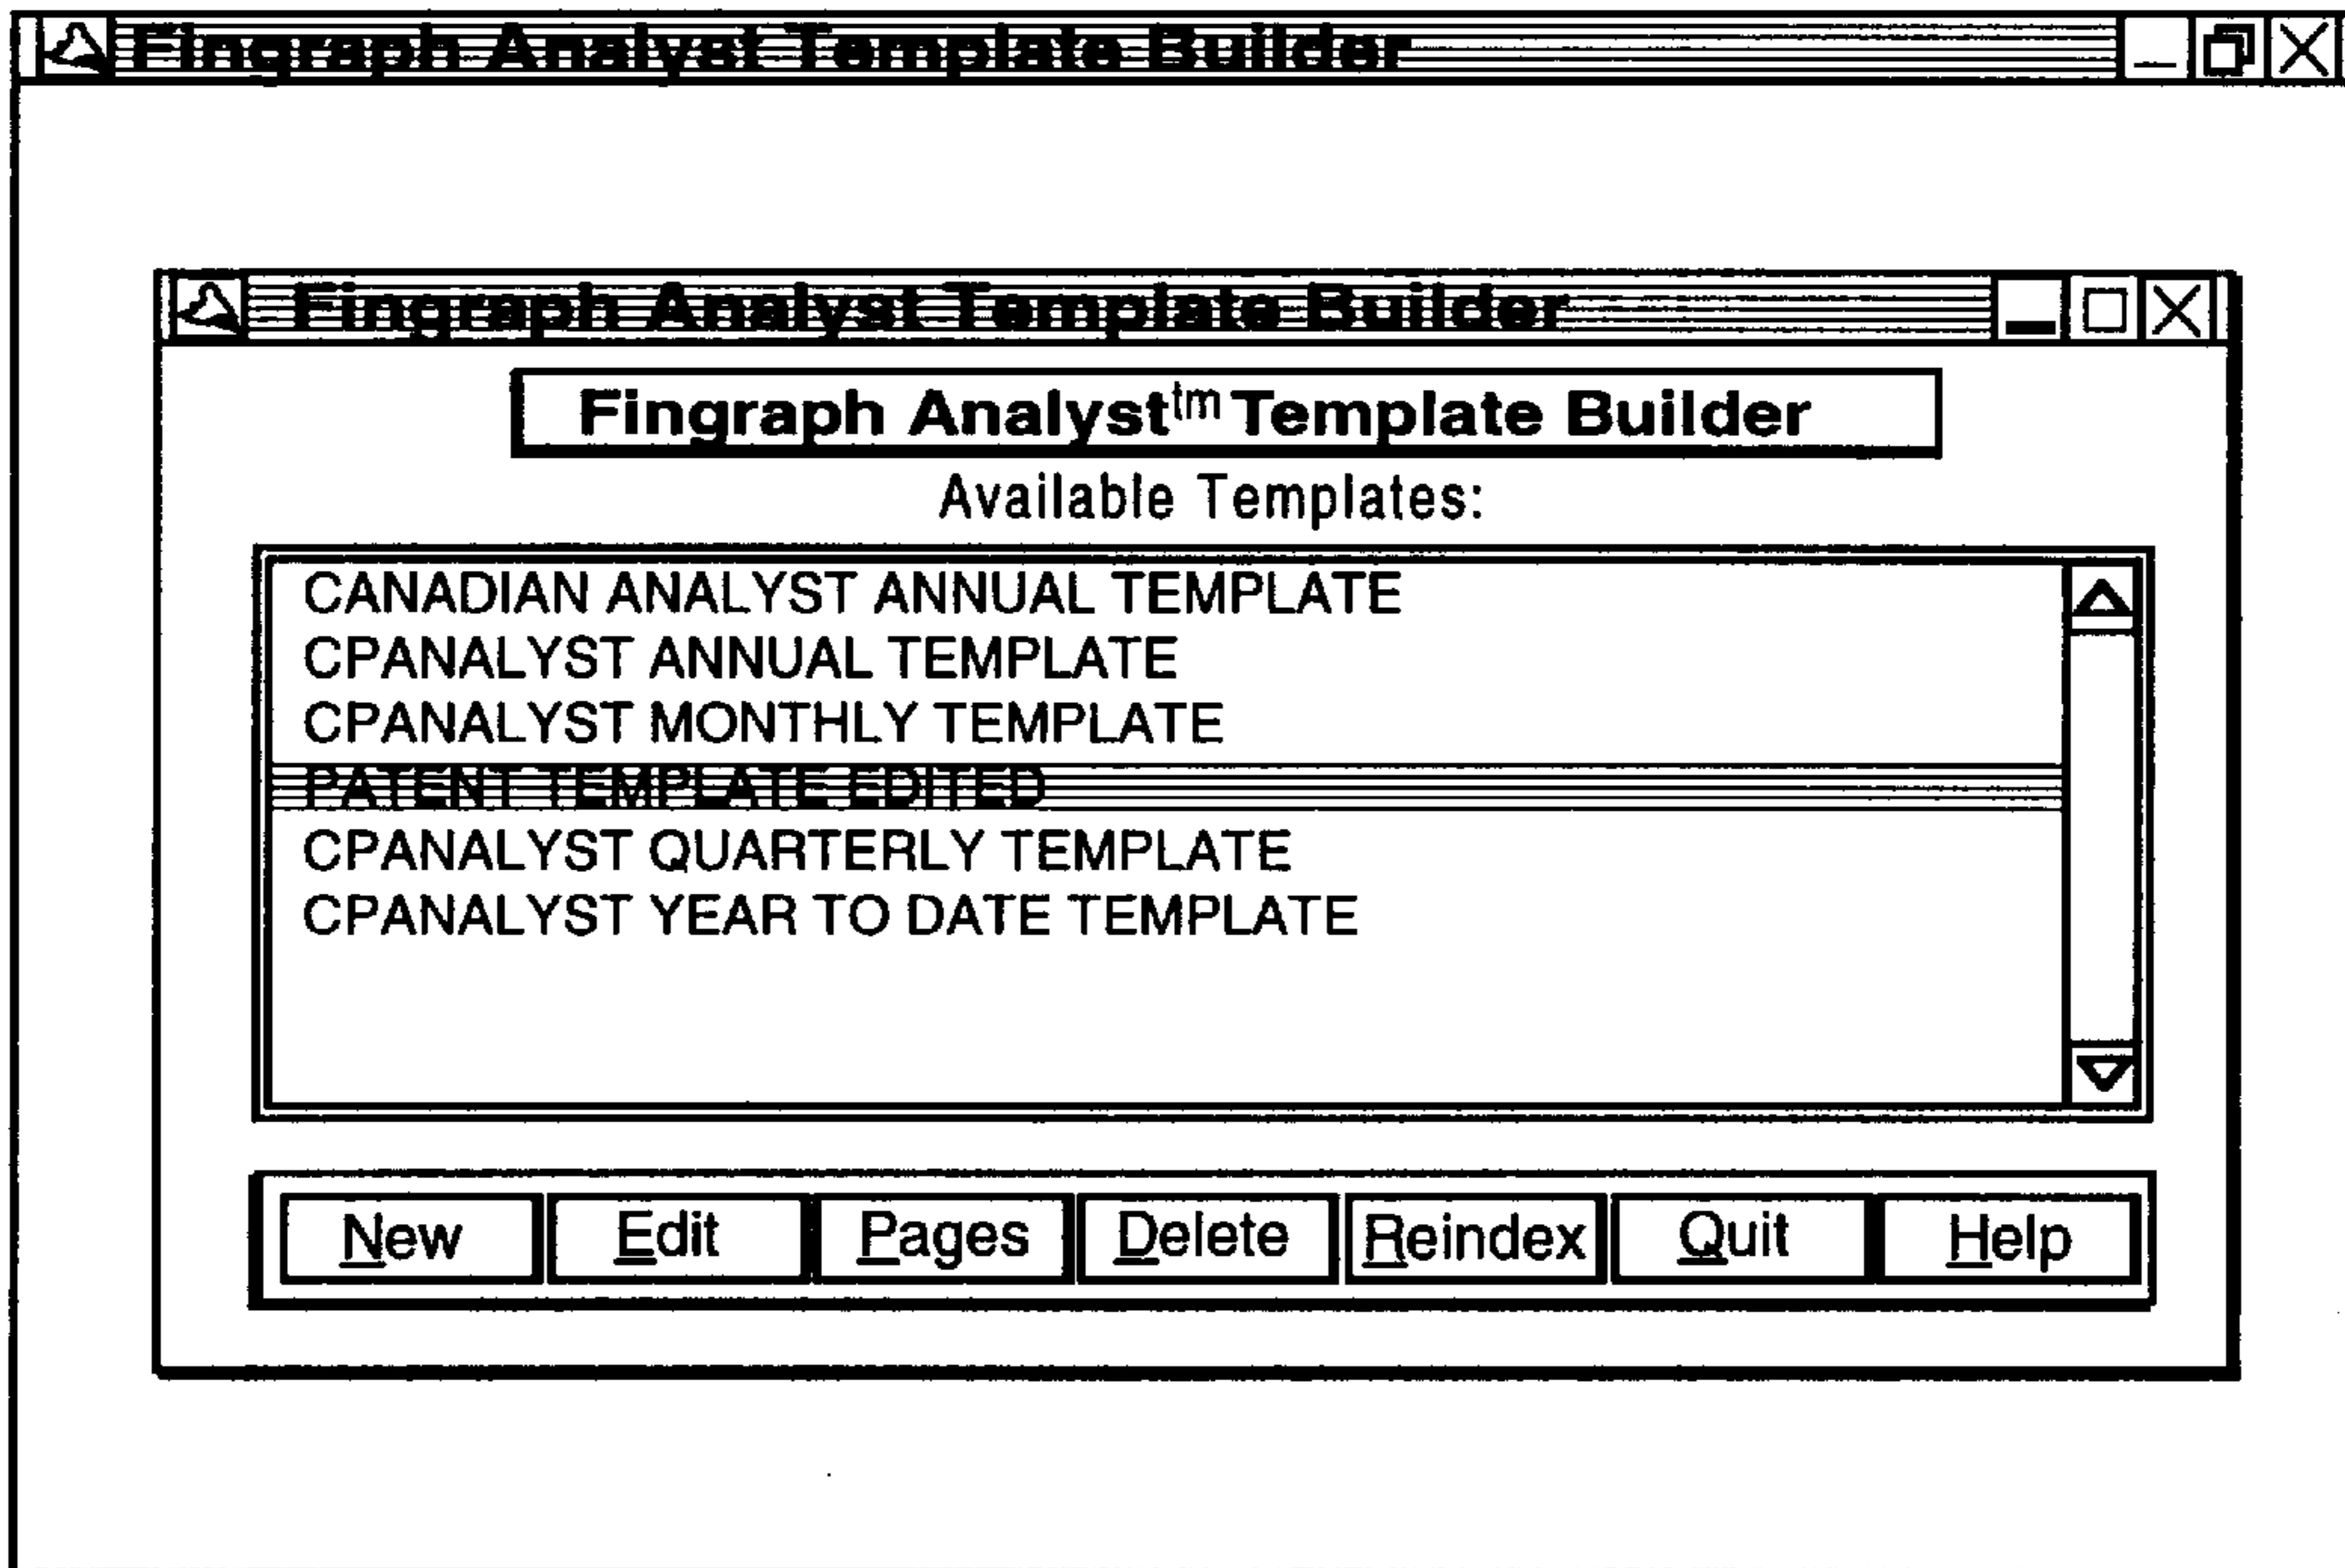 Fingraph Analyst Template Builder
Fingraph Analyst Template Builder
Fingraph Analyst tm Template Builder
Available Templates:
CANADIAN ANALYST ANNUAL TEMPLATE
CPANALYST ANNUAL TEMPLATE
CPANALYST MONTHLY TEMPLATE
PATENT TEMPLATE EDITED
CPANALYST QUARTERLY TEMPLATE
CPANALYST YEAR TO DATE TEMPLATE
New Edit Pages Delete Reindex Quit Help